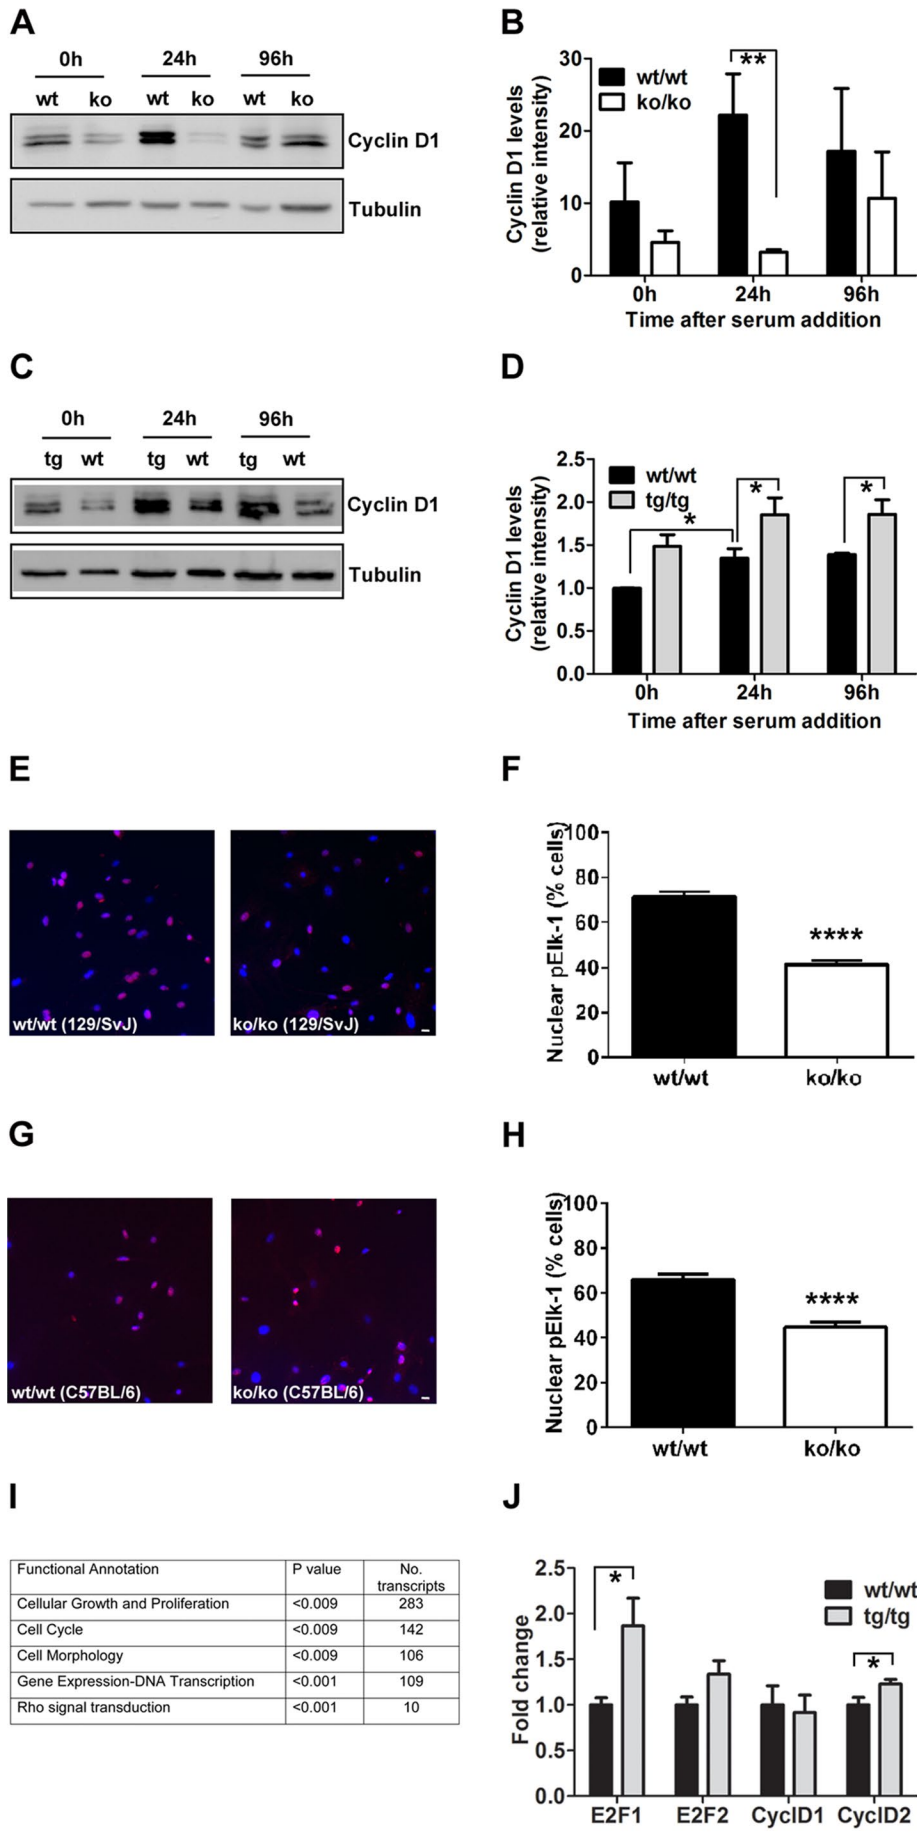 A
0h 24h 96h
wt ko wt ko wt ko
Cyclin D1
Tubulin
B
Cyclin D1 levels
(relative intensity)
30
20
10
0
wt/wt
ko/ko
**
0h 24h 96h
Time after serum addition
C
0h 24h 96h
tg wt tg wt tg wt
Cyclin D1
Tubulin
D
Cyclin D1 levels
(relative intensity)
2.5
2.0
1.5
1.0
0.5
0.0
wt/wt
tg/tg
* * *
0h 24h 96h
Time after serum addition
E
wt/wt (129/SvJ)
ko/ko (129/SvJ)
F
Nuclear pElk-1 (% cells)
100
80
60
40
20
0
****
wt/wt ko/ko
G
wt/wt (C57BL/6)
ko/ko (C57BL/6)
H
Nuclear pElk-1 (% cells)
100
80
60
40
20
0
****
wt/wt ko/ko
I
Functional Annotation P value No.
transcripts
Cellular Growth and Proliferation <0.009 283
Cell Cycle <0.009 142
Cell Morphology <0.009 106
Gene Expression-DNA Transcription <0.001 109
Rho signal transduction <0.001 10
J
Fold change
2.5
2.0
1.5
1.0
0.5
0.0
wt/wt
tg/tg
* *
E2F1 E2F2 CyclD1 CyclD2